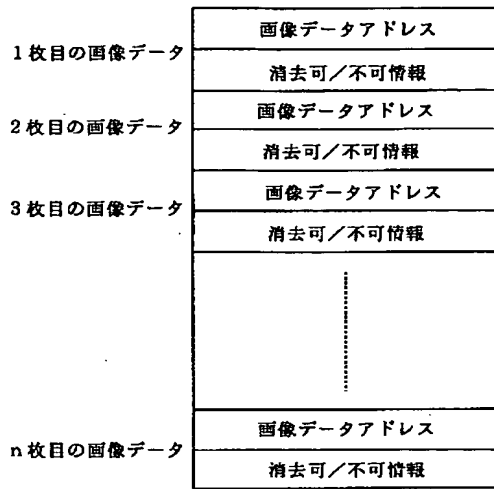 画像データアドレス
1枚目の画像データ
消去可／不可情報
画像データアドレス
2枚目の画像データ
消去可／不可情報
画像データアドレス
3枚目の画像データ
消去可／不可情報
画像データアドレス
n枚目の画像データ
消去可／不可情報